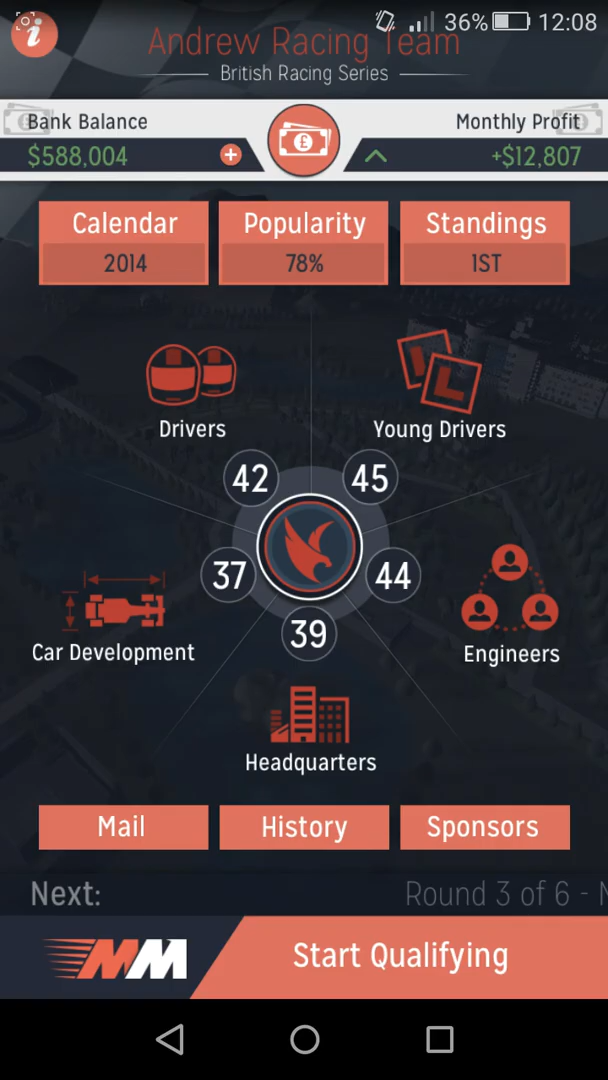 36% 12:08
Andrew Racing Team
British Racing Series
Bank Balance
Monthly Profit
$588,004
+$12,807
Calendar
Popularity
Standings
2014
78%
1ST
Drivers
Young Drivers
42
45
37
44
39
Car Development
Engineers
Headquarters
Mail
History
Sponsors
Next:
Round 3 of 6 -
MM
Start Qualifying